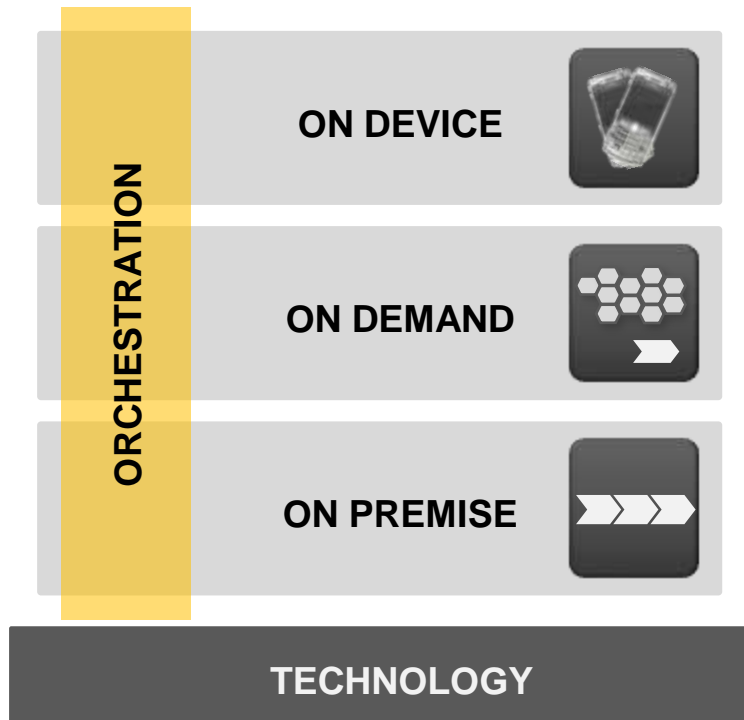 ORCHESTRATION
ON DEVICE
ON DEMAND
ON PREMISE
TECHNOLOGY